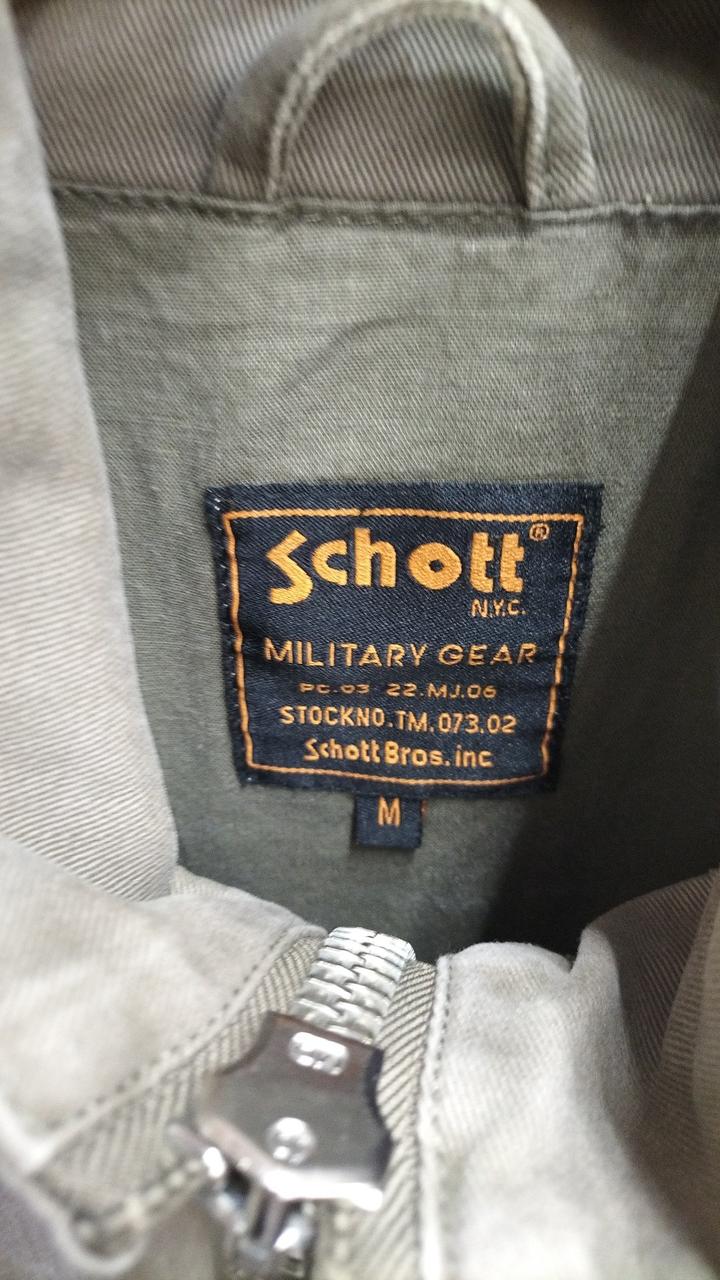 Schott®
N.Y.C.
MILITARY GEAR
PC.03 22.MJ.06
STOCKNO.TM.073.02
SchottBros.inc
M